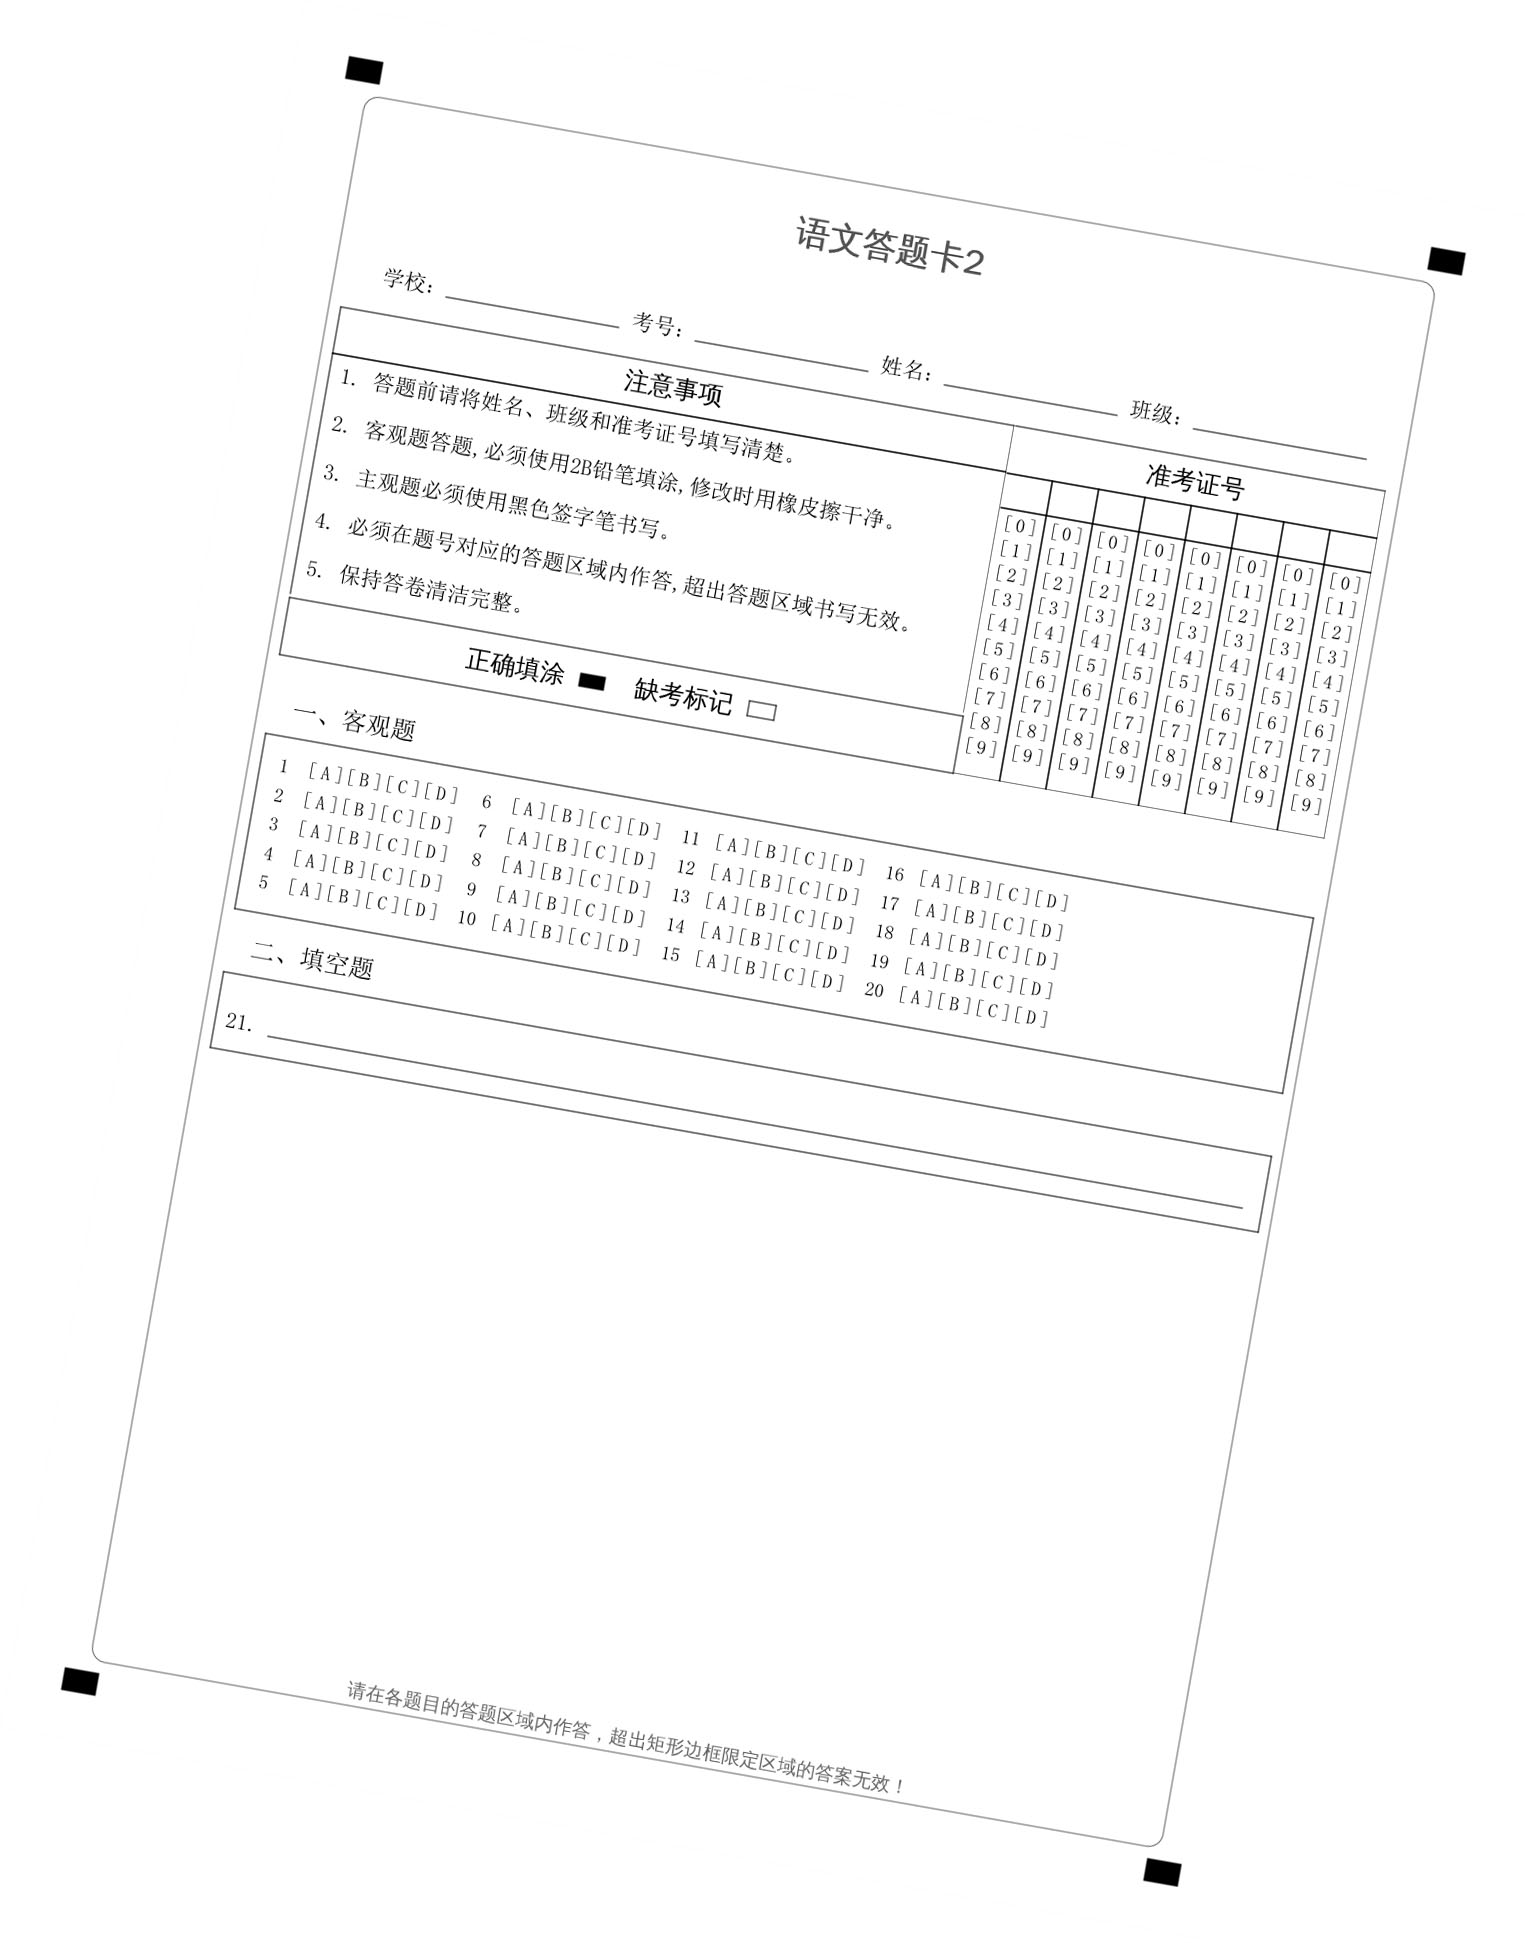 语文答题卡2
学校: 考号: 姓名: 班级:
注意事项
1. 答题前请将姓名、班级和准考证号填写清楚。
2. 客观题答题,必须使用2B铅笔填涂,修改时用橡皮擦干净。
3. 主观题必须使用黑色签字笔书写。
4. 必须在题号对应的答题区域内作答,超出答题区域书写无效。
5. 保持答卷清洁完整。
正确填涂 缺考标记
准考证号
[0] [0] [0] [0] [0] [0] [0] [0]
[1] [1] [1] [1] [1] [1] [1] [1]
[2] [2] [2] [2] [2] [2] [2] [2]
[3] [3] [3] [3] [3] [3] [3] [3]
[4] [4] [4] [4] [4] [4] [4] [4]
[5] [5] [5] [5] [5] [5] [5] [5]
[6] [6] [6] [6] [6] [6] [6] [6]
[7] [7] [7] [7] [7] [7] [7] [7]
[8] [8] [8] [8] [8] [8] [8] [8]
[9] [9] [9] [9] [9] [9] [9] [9]
一、客观题
1 [A][B][C][D] 6 [A][B][C][D] 11 [A][B][C][D] 16 [A][B][C][D]
2 [A][B][C][D] 7 [A][B][C][D] 12 [A][B][C][D] 17 [A][B][C][D]
3 [A][B][C][D] 8 [A][B][C][D] 13 [A][B][C][D] 18 [A][B][C][D]
4 [A][B][C][D] 9 [A][B][C][D] 14 [A][B][C][D] 19 [A][B][C][D]
5 [A][B][C][D] 10 [A][B][C][D] 15 [A][B][C][D] 20 [A][B][C][D]
二、填空题
21.
请在各题目的答题区域内作答，超出矩形边框限定区域的答案无效！